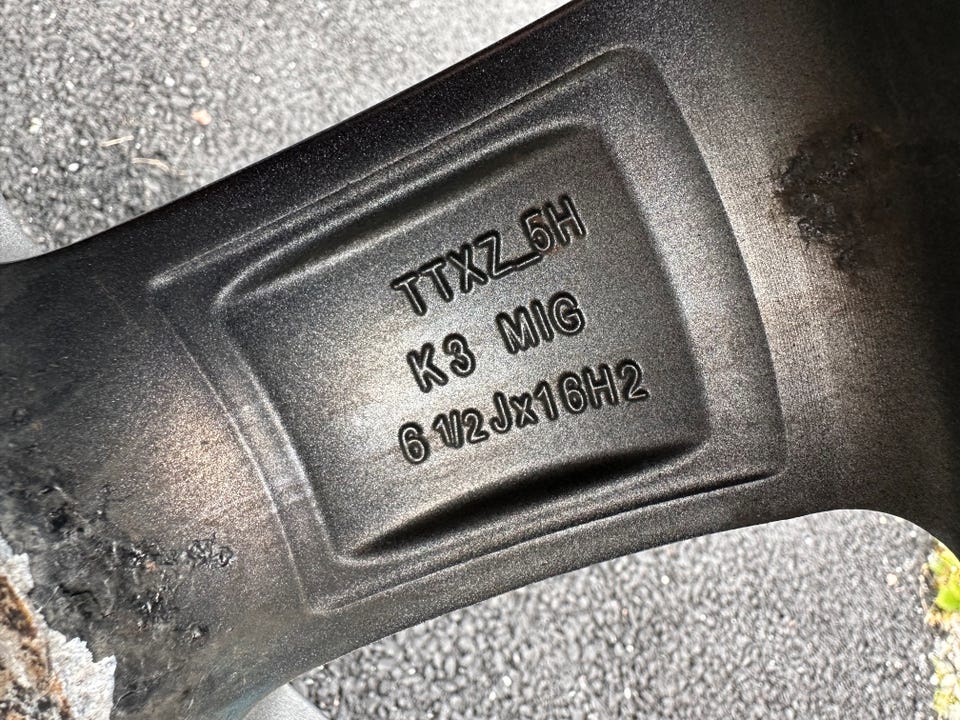 TTXZ_5H
K3 MIG
6 1/2Jx16H2